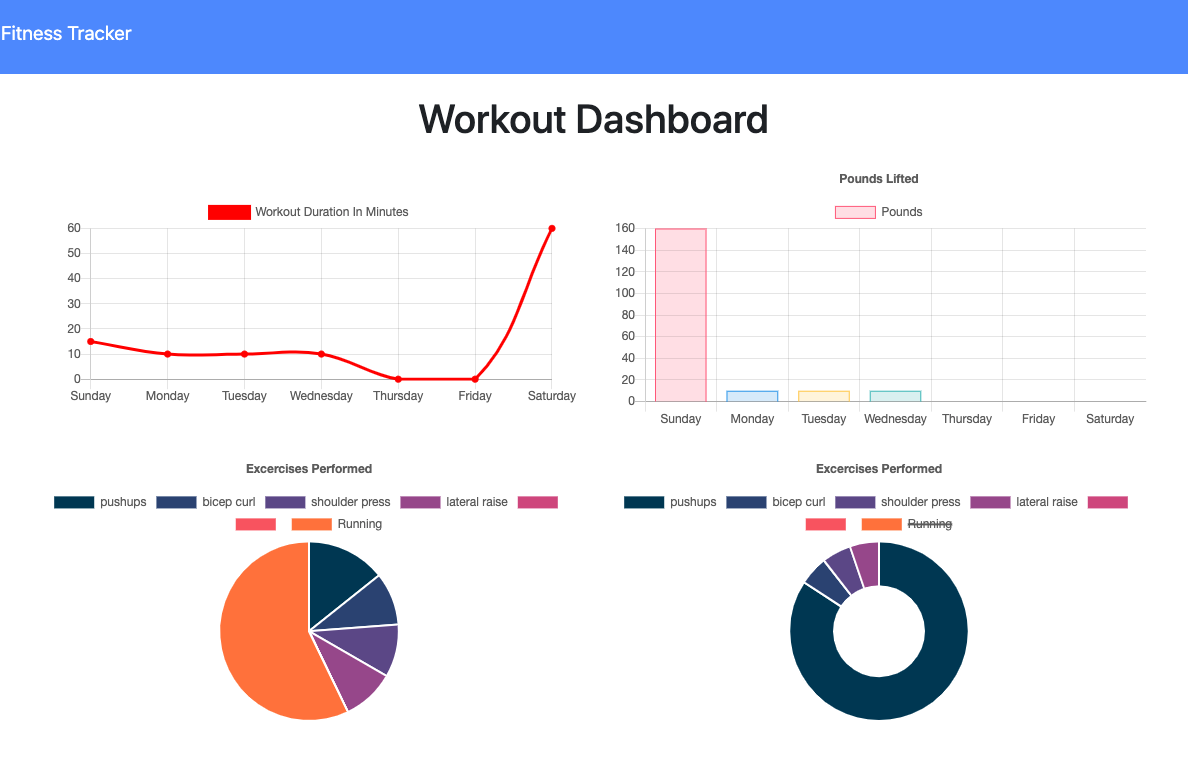 Fitness Tracker
Workout Dashboard
Workout Duration In Minutes
60
50
40
30
20
10
0
Sunday Monday Tuesday Wednesday Thursday Friday Saturday
Pounds Lifted
Pounds
160
140
120
100
80
60
40
20
0
Sunday Monday Tuesday Wednesday Thursday Friday Saturday
Excercises Performed
pushups bicep curl shoulder press lateral raise
Running
Excercises Performed
pushups bicep curl shoulder press lateral raise
Running